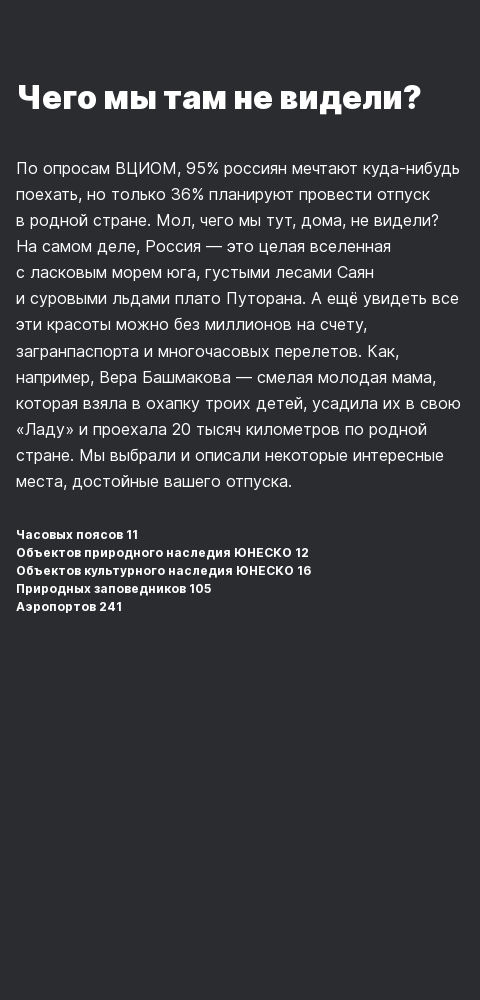 Чего мы там не видели?
По опросам ВЦИОМ, 95% россиян мечтают куда-нибудь
поехать, но только 36% планируют провести отпуск
в родной стране. Мол, чего мы тут, дома, не видели?
На самом деле, Россия — это целая вселенная
с ласковым морем юга, густыми лесами Саян
и суровыми льдами плато Путорана. А ещё увидеть все
эти красоты можно без миллионов на счету,
загранпаспорта и многочасовых перелетов. Как,
например, Вера Башмакова — смелая молодая мама,
которая взяла в охапку троих детей, усадила их в свою
«Ладу» и проехала 20 тысяч километров по родной
стране. Мы выбрали и описали некоторые интересные
места, достойные вашего отпуска.
Часовых поясов 11
Объектов природного наследия ЮНЕСКО 12
Объектов культурного наследия ЮНЕСКО 16
Природных заповедников 105
Аэропортов 241